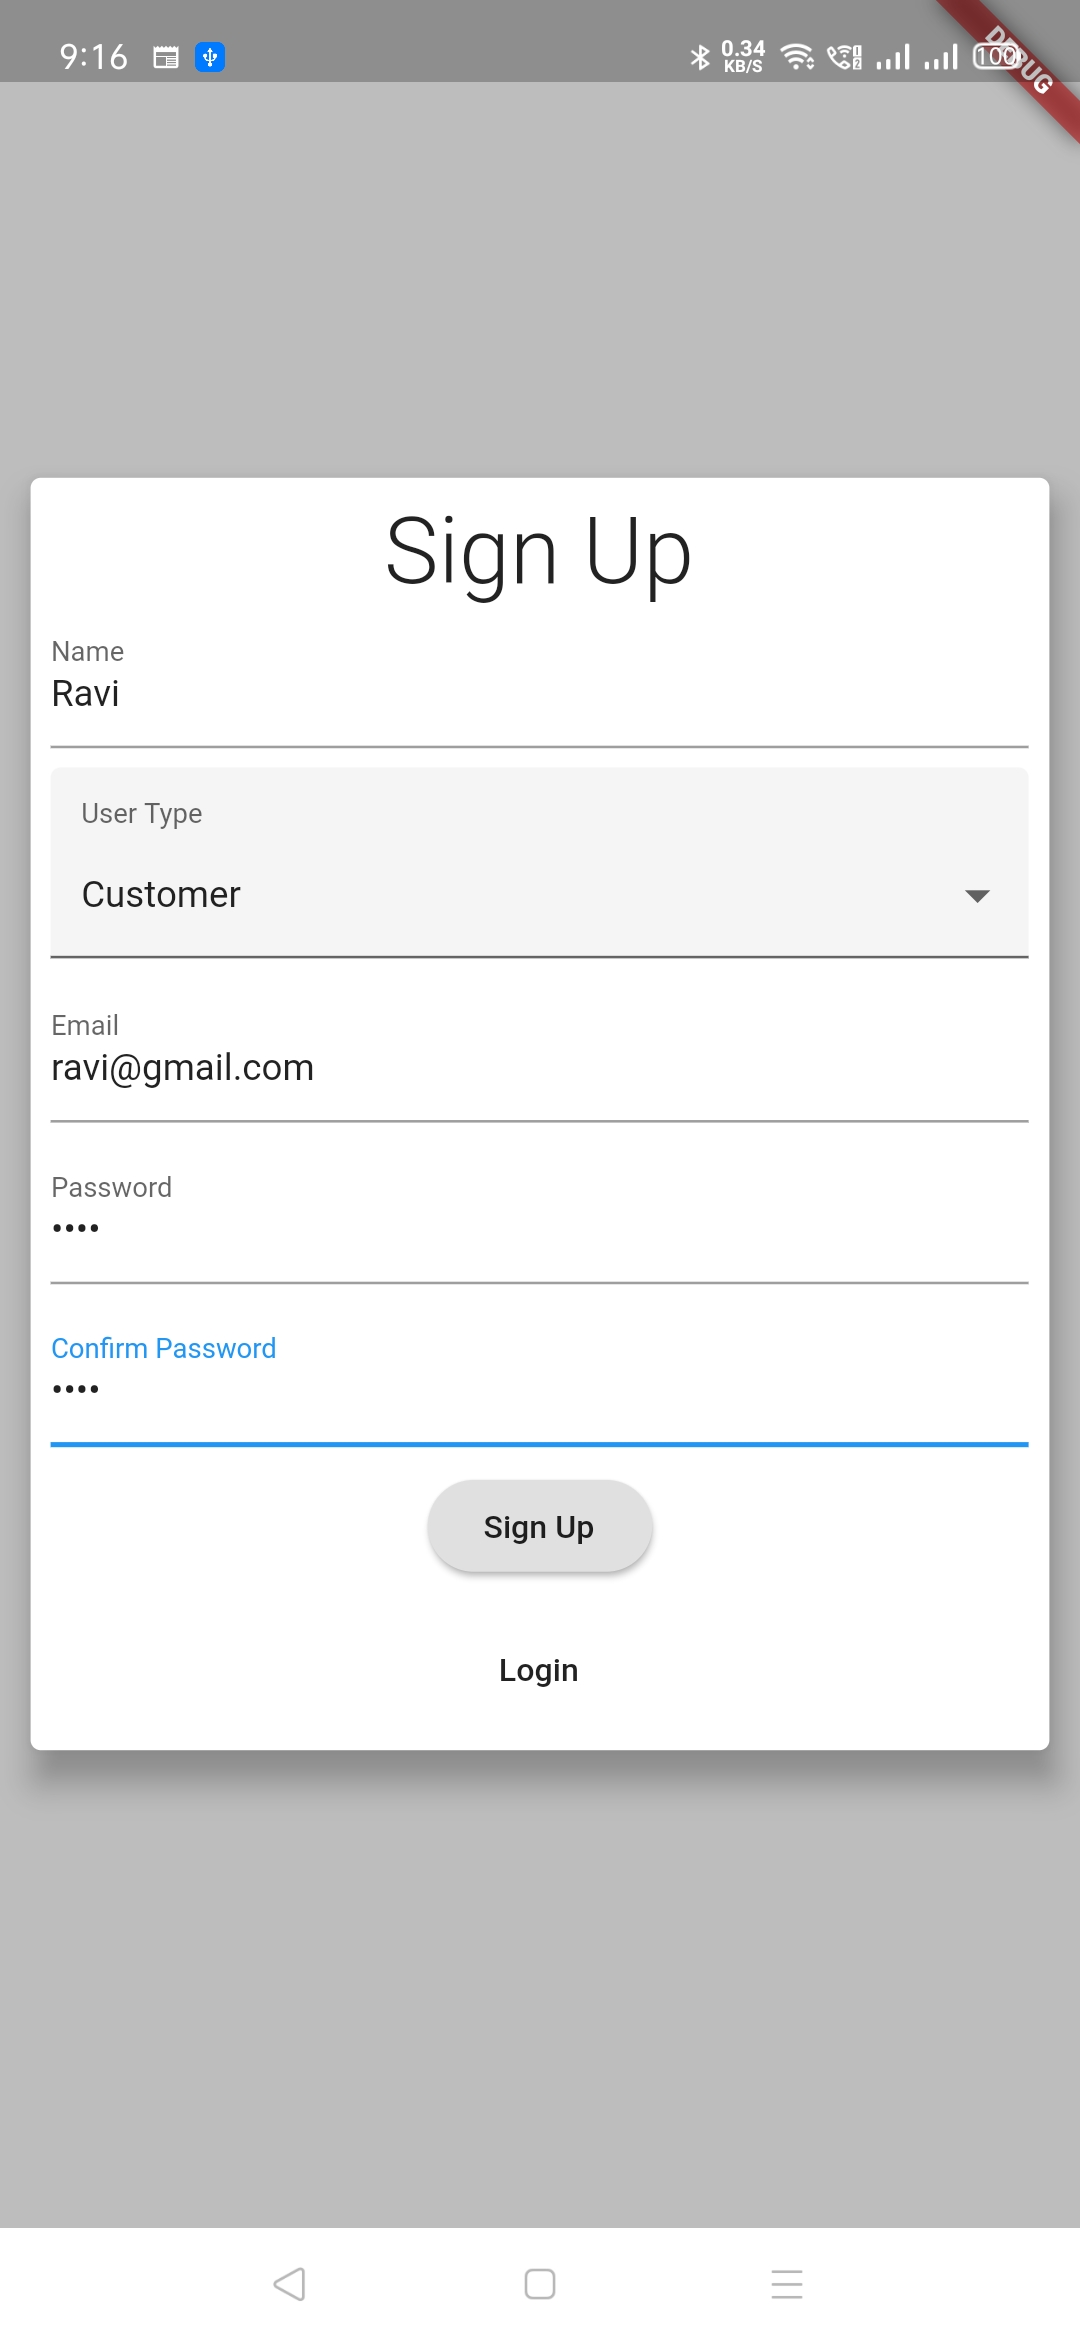 9:16
0.34
KB/S
100
DEBUG
Sign Up
Name
Ravi
User Type
Customer
Email
ravi@gmail.com
Password
••••
Confirm Password
••••
Sign Up
Login